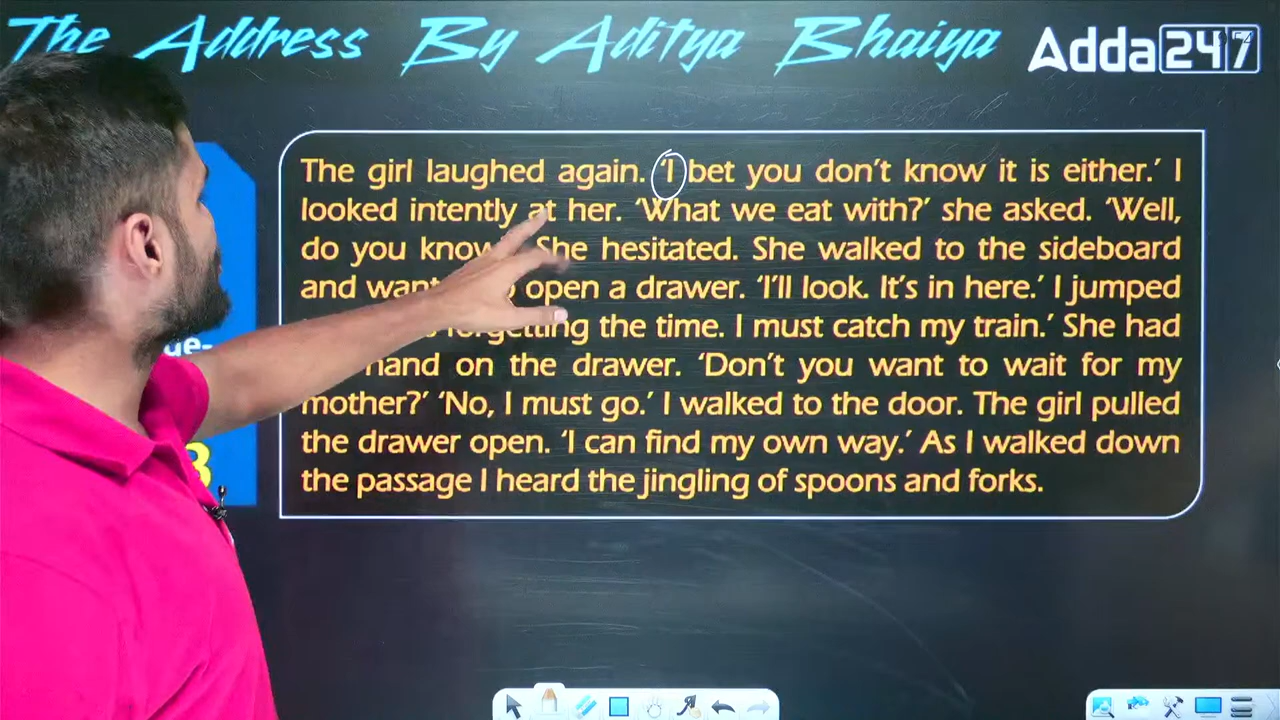 The Address By Aditya Bhaiya
Adda 247
The girl laughed again. 'I bet you don't know it is either.' I
looked intently at her. 'What we eat with?' she asked. 'Well,
do you know She hesitated. She walked to the sideboard
and open a drawer. 'I'll look. It's in here.' I jumped
forgetting the time. I must catch my train.' She had
hand on the drawer. 'Don't you want to wait for my
mother?' 'No, I must go.' I walked to the door. The girl pulled
the drawer open. 'I can find my own way.' As I walked down
the passage I heard the jingling of spoons and forks.